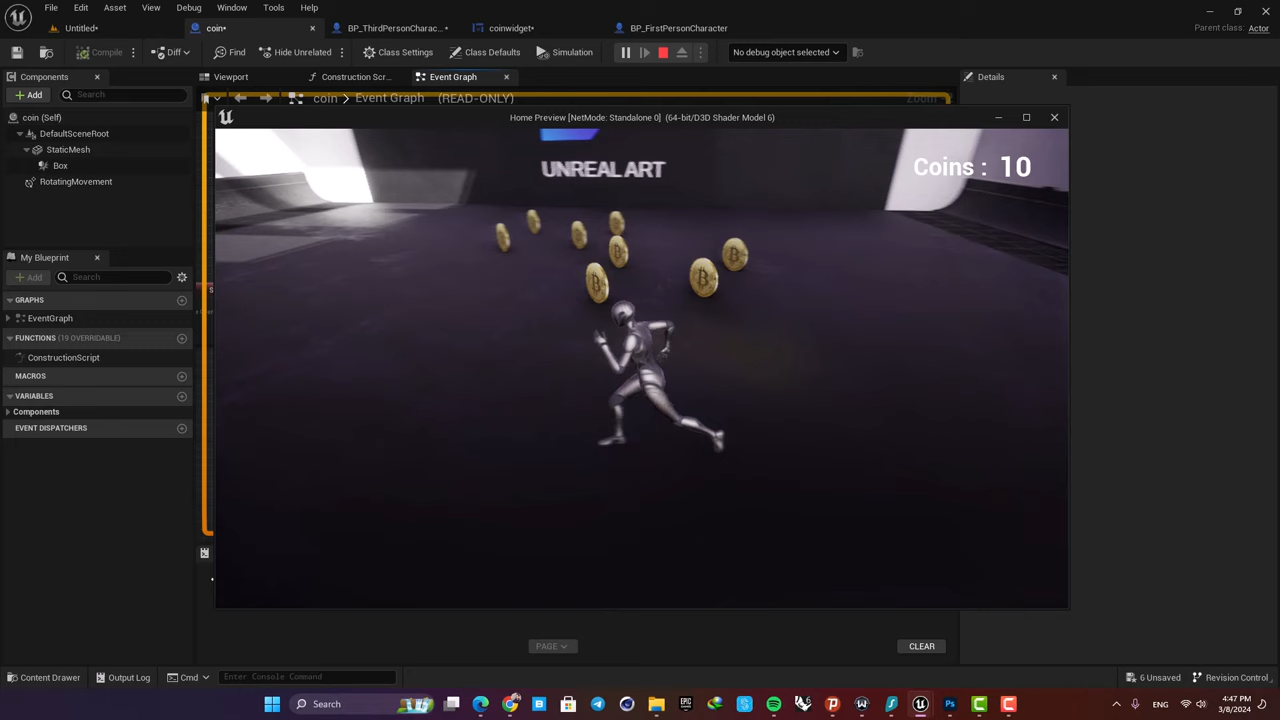 File Edit Asset View Debug Window Tools Help
Untitled*
coin*
BP_ThirdPersonCharac...*
coinwidget*
BP_FirstPersonCharacter
Parent class: Actor
Compile
Diff
Find
Hide Unrelated
Class Settings
Class Defaults
Simulation
No debug object selected
Components
Viewport
Construction Scr...
Event Graph
Details
Add
Search
coin > Event Graph (READ-ONLY)
Zoom
coin (Self)
DefaultSceneRoot
StaticMesh
Box
RotatingMovement
Home Preview [NetMode: Standalone 0] (64-bit/D3D Shader Model 6)
UNREAL ART
Coins : 10
My Blueprint
Add
Search
GRAPHS
EventGraph
FUNCTIONS (19 OVERRIDABLE)
ConstructionScript
MACROS
VARIABLES
Components
EVENT DISPATCHERS
PAGE
CLEAR
Content Drawer
Output Log
Cmd
Enter Console Command
6 Unsaved
Revision Control
Search
4:47 PM
3/8/2024